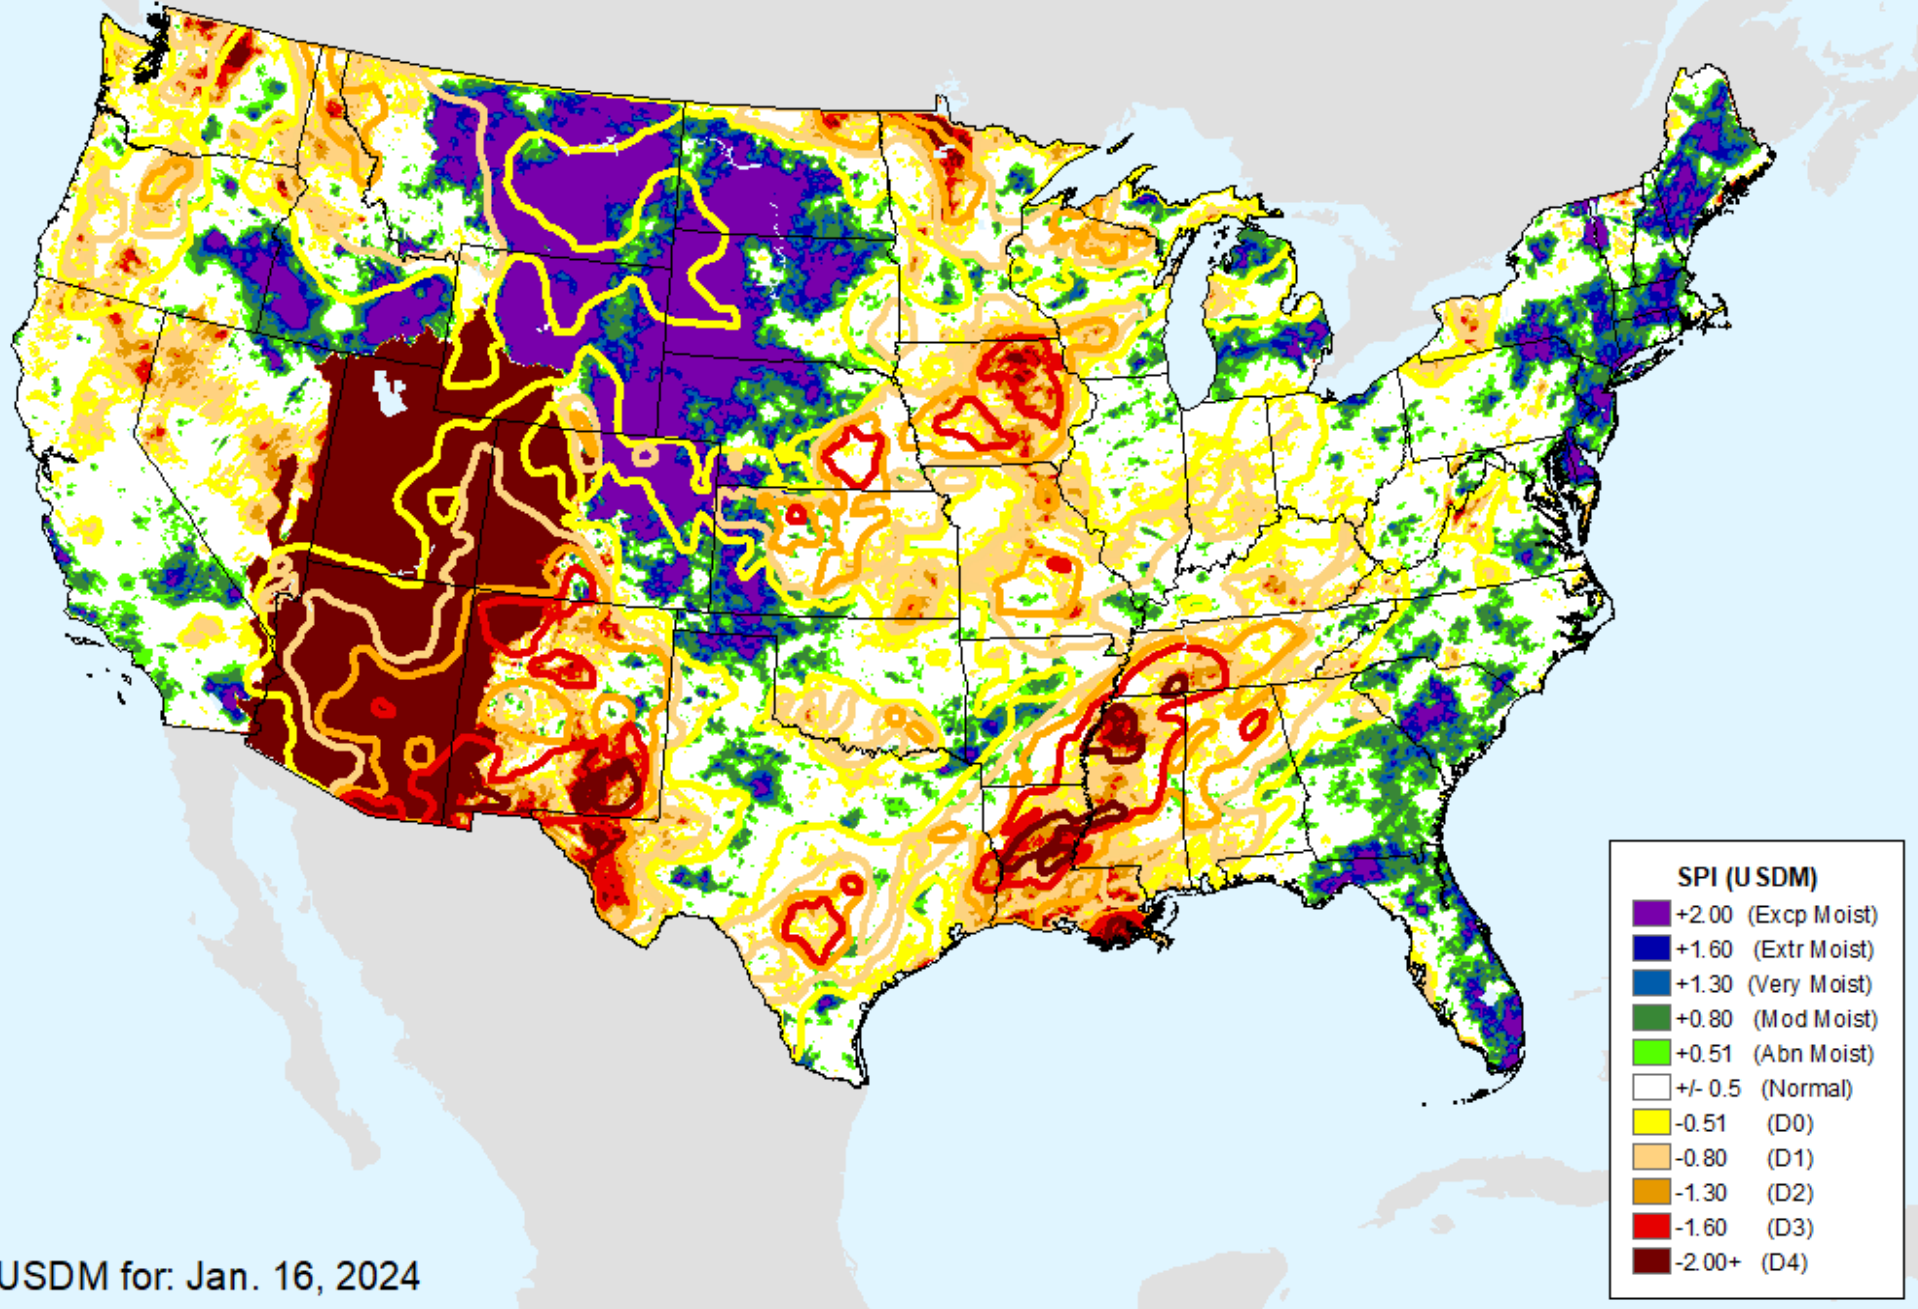 SPI (USDM)
+2.00 (Excp Moist)
+1.60 (Extr Moist)
+1.30 (Very Moist)
+0.80 (Mod Moist)
+0.51 (Abn Moist)
+/- 0.5 (Normal)
-0.51 (D0)
-0.80 (D1)
-1.30 (D2)
-1.60 (D3)
-2.00+ (D4)
USDM for: Jan. 16, 2024